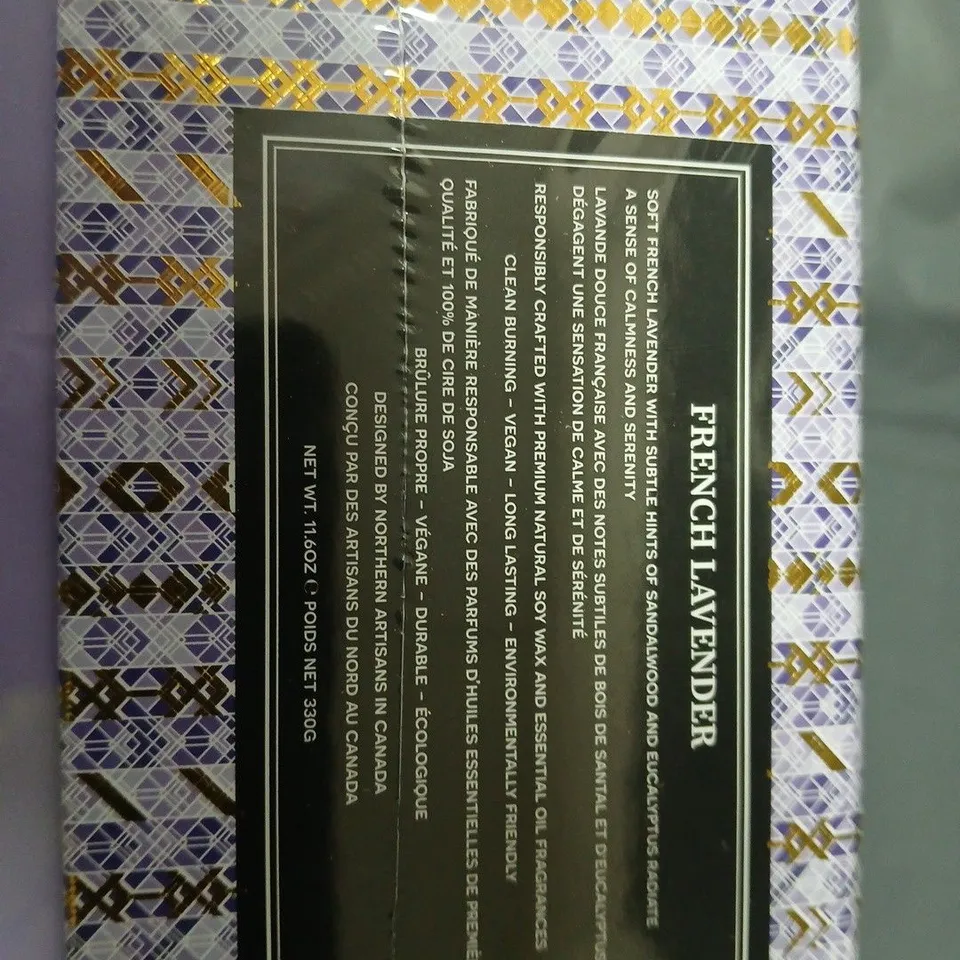 FRENCH LAVENDER
SOFT FRENCH LAVENDER WITH SUBTLE HINTS OF SANDALWOOD AND EUCALYPTUS RADIATE
A SENSE OF CALMNESS AND SERENITY
LAVANDE DOUCE FRANÇAISE AVEC DES NOTES SUBTILES DE BOIS DE SANTAL ET D'EUCALYPTUS
DÉGAGENT UNE SENSATION DE CALME ET DE SÉRÉNITÉ
RESPONSIBLY CRAFTED WITH PREMIUM NATURAL SOY WAX AND ESSENTIAL OIL FRAGRANCES
CLEAN BURNING – VEGAN – LONG LASTING – ENVIRONMENTALLY FRIENDLY
FABRIQUÉ DE MANIÈRE RESPONSABLE AVEC DES PARFUMS D'HUILES ESSENTIELLES DE PREMIÈ
QUALITÉ ET 100% DE CIRE DE SOJA
BRÛLURE PROPRE – VÉGANE – DURABLE – ÉCOLOGIQUE
DESIGNED BY NORTHERN ARTISANS IN CANADA
CONÇU PAR DES ARTISANS DU NORD AU CANADA
NET WT. 11.6OZ ℮ POIDS NET 330G